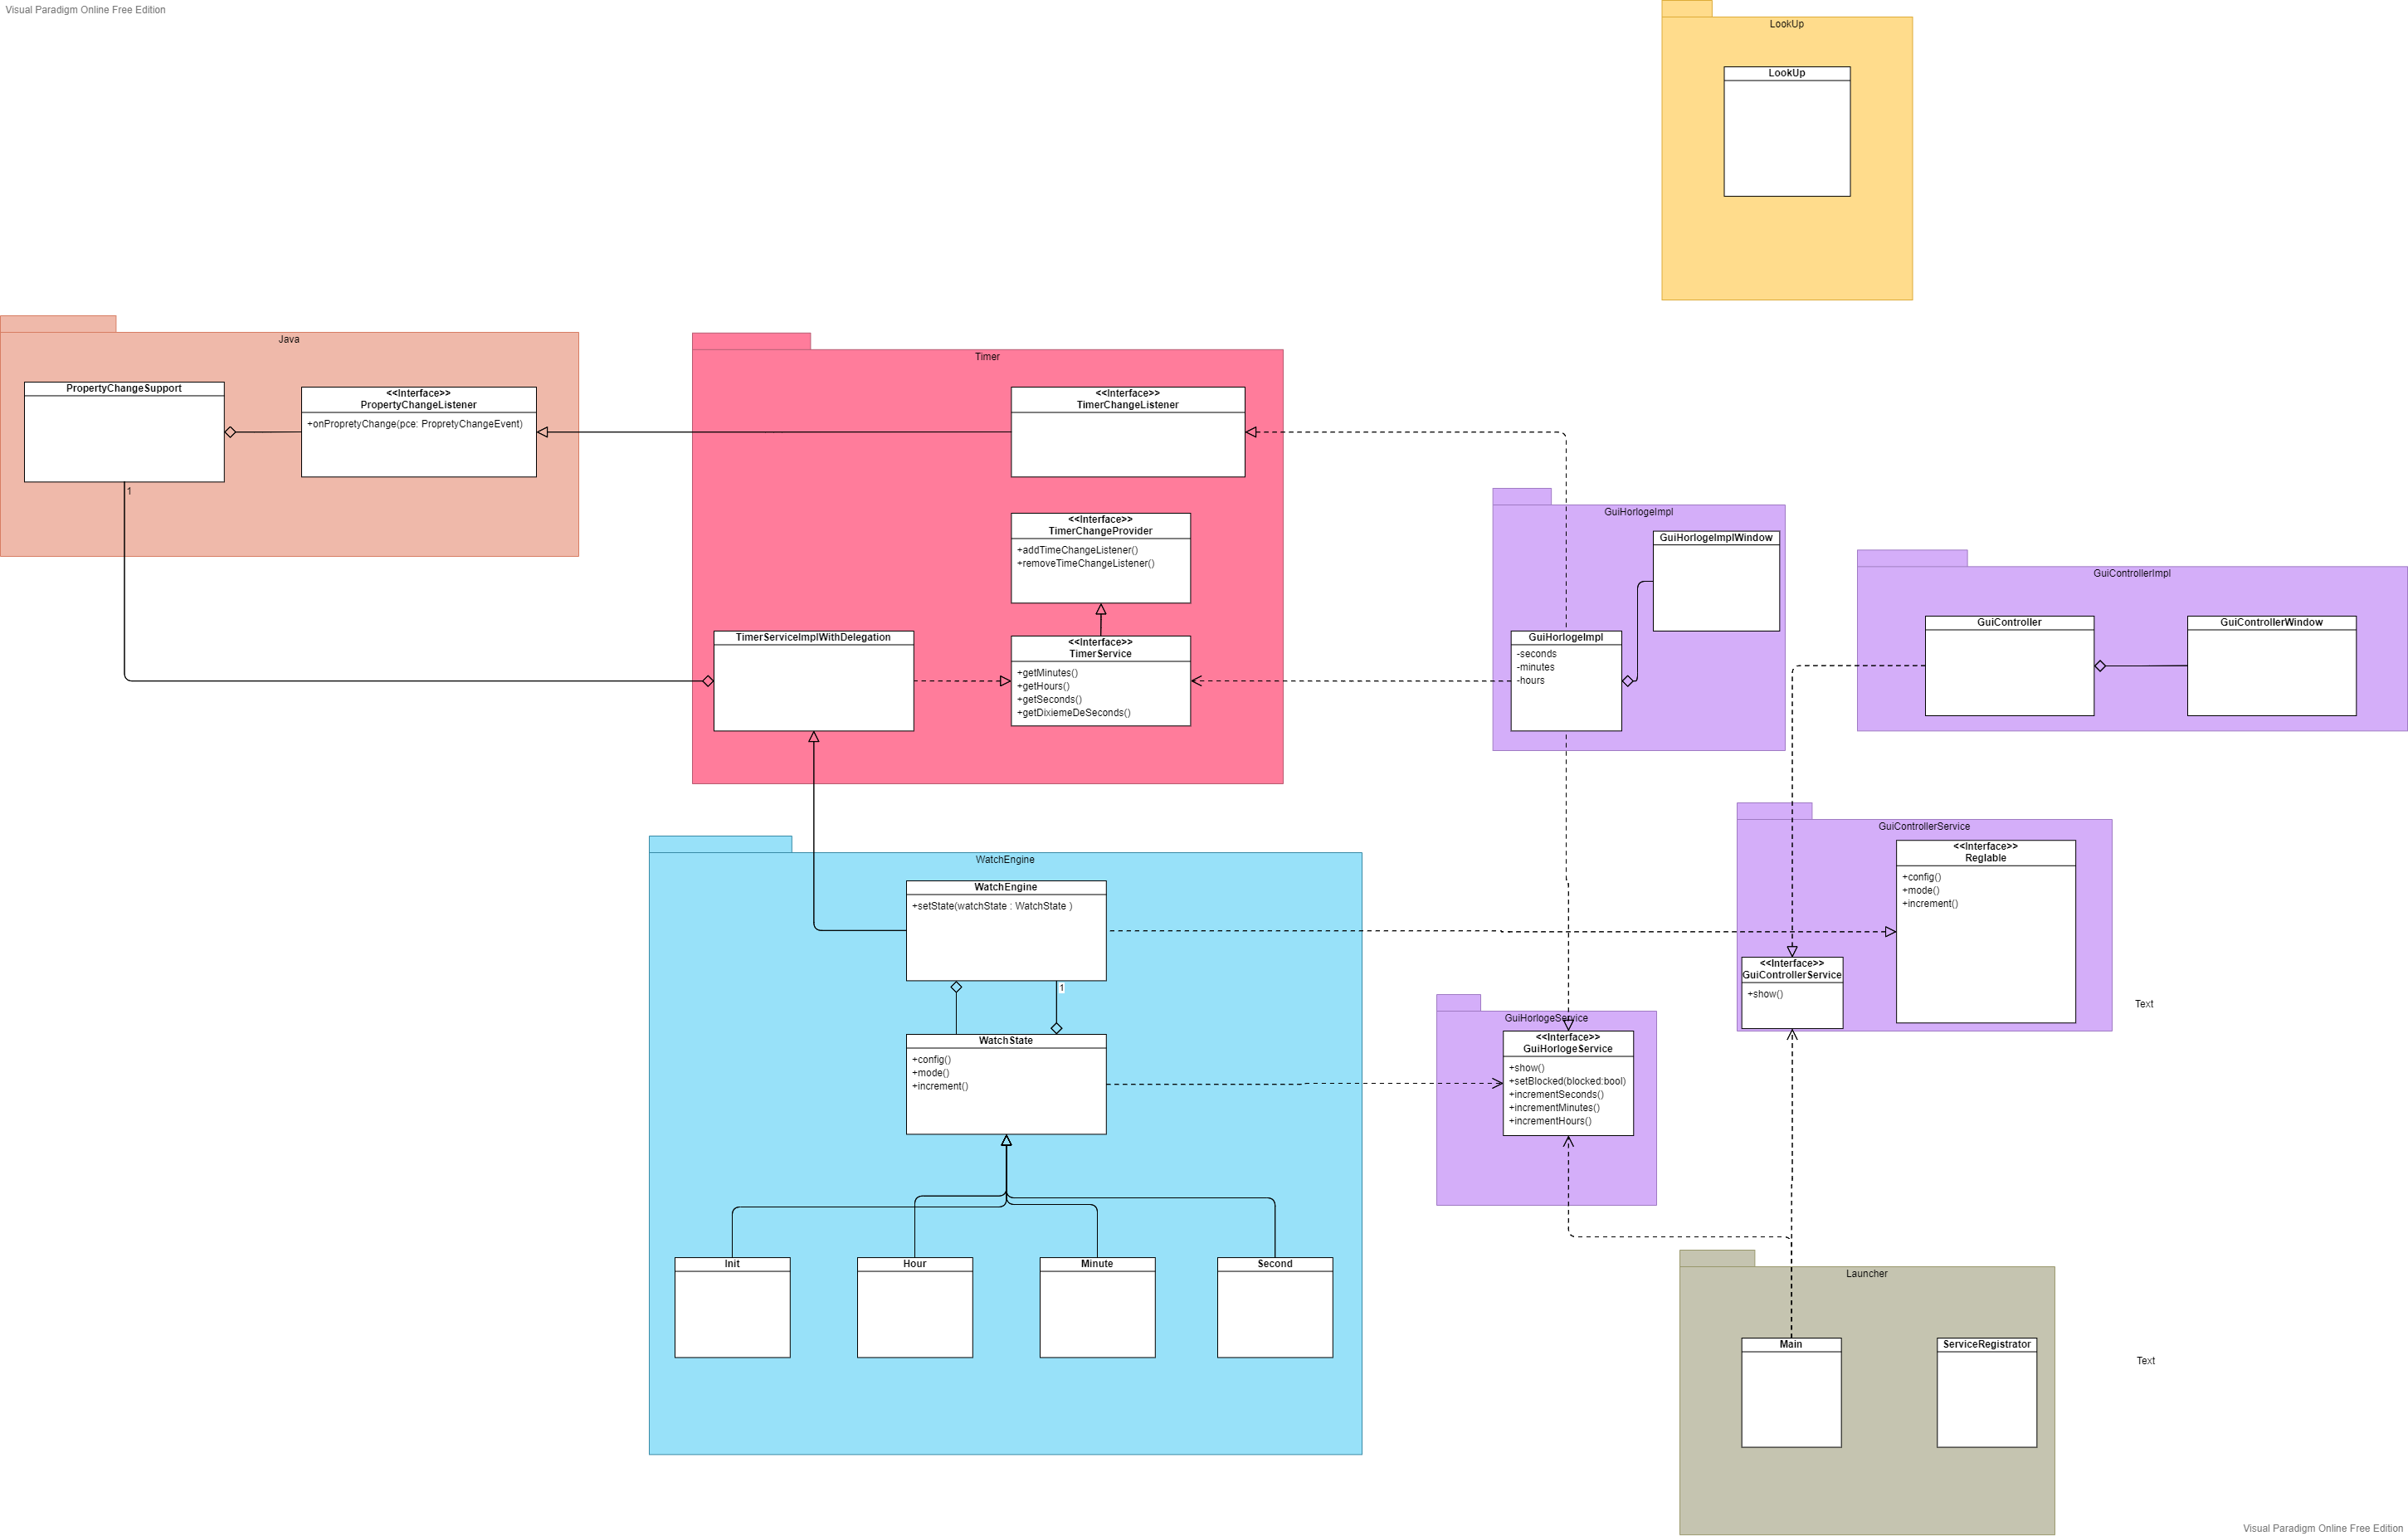 Visual Paradigm Online Free Edition
LookUp
LookUp
Java
PropertyChangeSupport
<<Interface>>
PropertyChangeListener
+onPropretyChange(pce: PropretyChangeEvent)
1
Timer
<<Interface>>
TimerChangeListener
<<Interface>>
TimerChangeProvider
+addTimeChangeListener()
+removeTimeChangeListener()
TimerServiceImplWithDelegation
<<Interface>>
TimerService
+getMinutes()
+getHours()
+getSeconds()
+getDixiemeDeSeconds()
GuiHorlogeImpl
GuiHorlogeImplWindow
GuiHorlogeImpl
-seconds
-minutes
-hours
GuiControllerImpl
GuiController
GuiControllerWindow
GuiControllerService
<<Interface>>
Reglable
+config()
+mode()
+increment()
<<Interface>>
GuiControllerService
+show()
Text
WatchEngine
WatchEngine
+setState(watchState : WatchState )
1
WatchState
+config()
+mode()
+increment()
GuiHorlogeService
<<Interface>>
GuiHorlogeService
+show()
+setBlocked(blocked:bool)
+incrementSeconds()
+incrementMinutes()
+incrementHours()
Init
Hour
Minute
Second
Launcher
Main
ServiceRegistrator
Text
Visual Paradigm Online Free Edition